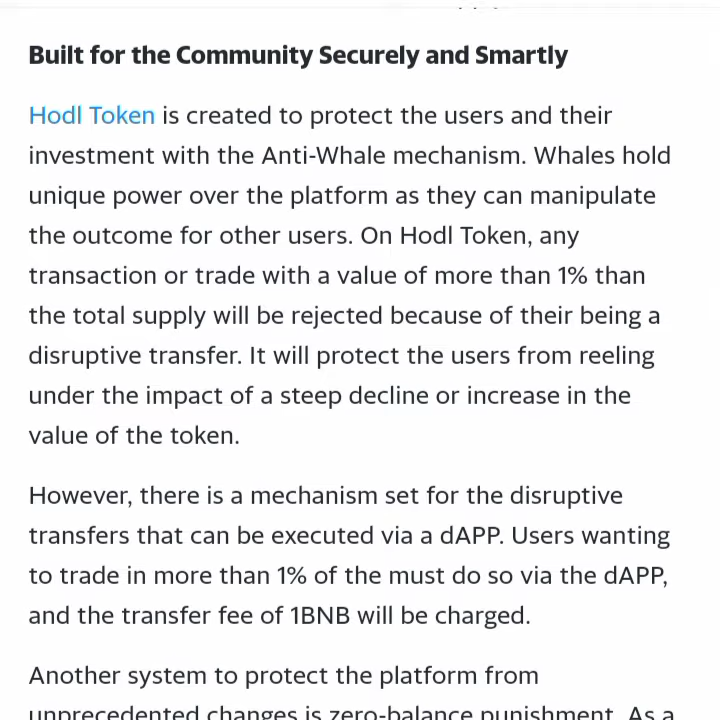 Built for the Community Securely and Smartly
Hodl Token is created to protect the users and their
investment with the Anti-Whale mechanism. Whales hold
unique power over the platform as they can manipulate
the outcome for other users. On Hodl Token, any
transaction or trade with a value of more than 1% than
the total supply will be rejected because of their being a
disruptive transfer. It will protect the users from reeling
under the impact of a steep decline or increase in the
value of the token.
However, there is a mechanism set for the disruptive
transfers that can be executed via a dAPP. Users wanting
to trade in more than 1% of the must do so via the dAPP,
and the transfer fee of 1BNB will be charged.
Another system to protect the platform from
unprecedented changes is zero-balance punishment. As a